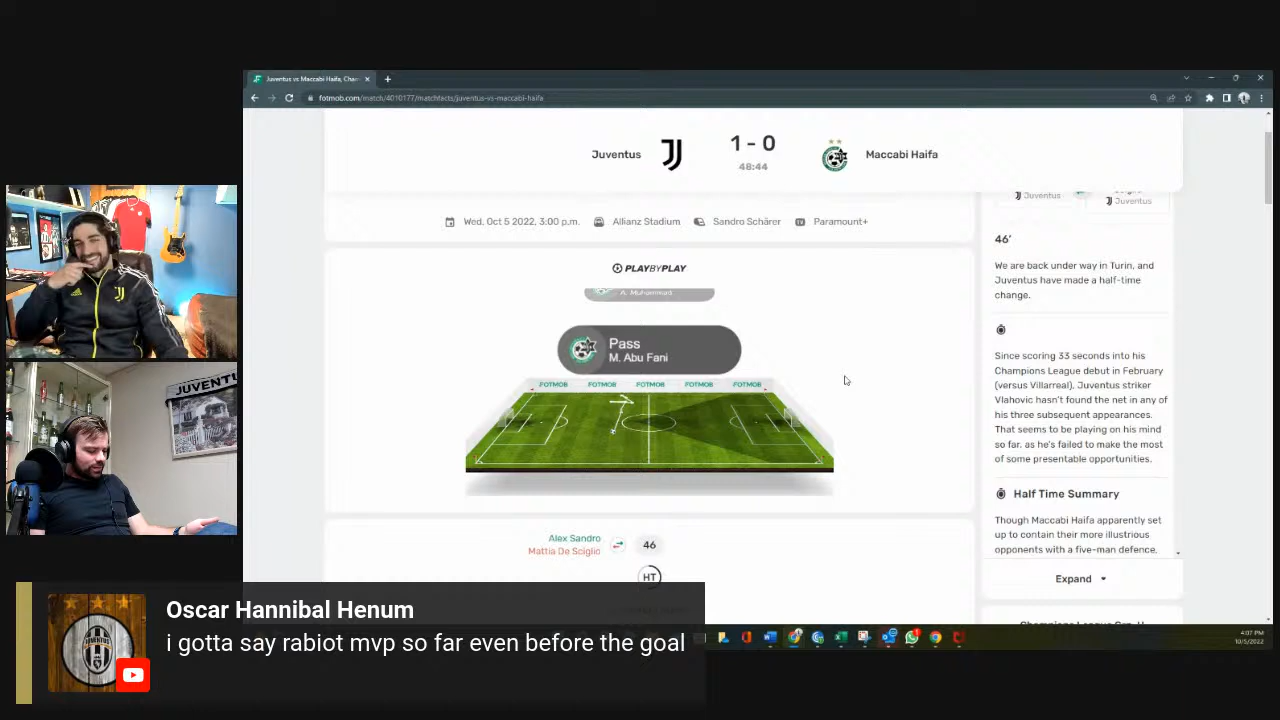 Juventus vs Maccabi Haifa, Cha
fotmob.com/match/4010177/matchfacts/juventus-vs-maccabi-haifa
Juventus
1 - 0
Maccabi Haifa
48:44
Wed, Oct 5 2022, 3:00 p.m.
Allianz Stadium
Sandro Schärer
Paramount+
PLAYBYPLAY
A. Muhammad
Pass
M. Abu Fani
FOTMOB FOTMOB FOTMOB FOTMOB FOTMOB
Alex Sandro
Mattia De Sciglio
46
HT
Juventus
Juventus
46'
We are back under way in Turin, and
Juventus have made a half-time
change.
Since scoring 33 seconds into his
Champions League debut in February
(versus Villarreal), Juventus striker
Vlahovic hasn't found the net in any of
his three subsequent appearances.
That seems to be playing on his mind
so far, as he's failed to make the most
of some presentable opportunities.
Half Time Summary
Though Maccabi Haifa apparently set
up to contain their more illustrious
opponents with a five-man defence,
Expand
4:07 PM
10/5/2022
JUVENTUS
Oscar Hannibal Henum
i gotta say rabiot mvp so far even before the goal
JUVENTUS